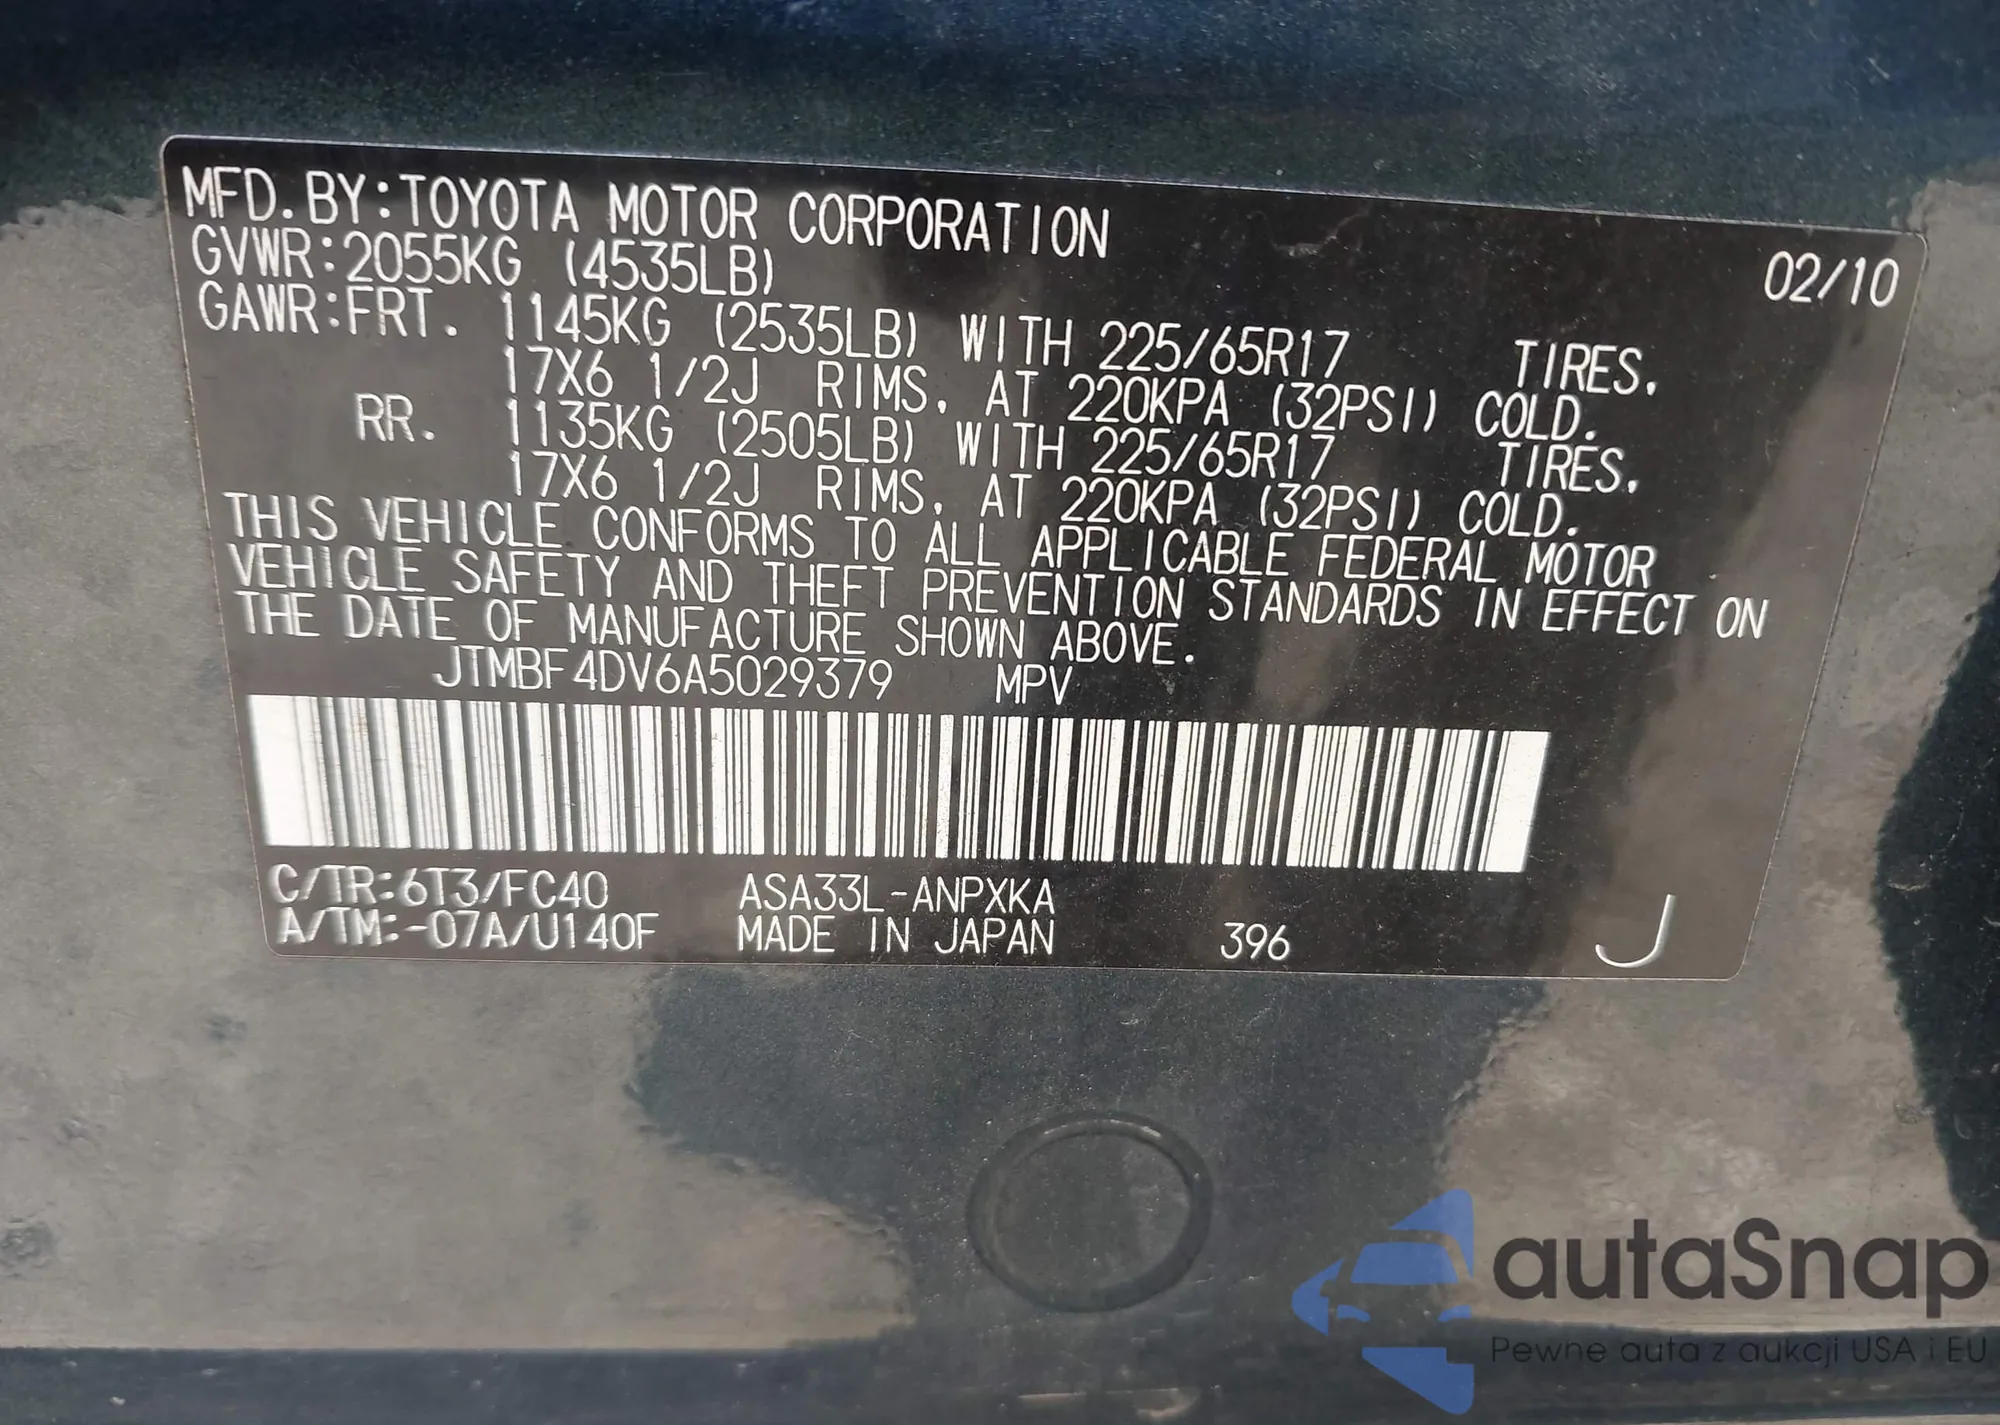 MFD.BY:TOYOTA MOTOR CORPORATION 02/10
GVWR:2055KG (4535LB)
GAWR:FRT. 1145KG (2535LB) WITH 225/65R17 TIRES,
17X6 1/2J RIMS, AT 220KPA (32PSI) COLD.
RR. 1135KG (2505LB) WITH 225/65R17 TIRES,
17X6 1/2J RIMS, AT 220KPA (32PSI) COLD.
THIS VEHICLE CONFORMS TO ALL APPLICABLE FEDERAL MOTOR
VEHICLE SAFETY AND THEFT PREVENTION STANDARDS IN EFFECT ON
THE DATE OF MANUFACTURE SHOWN ABOVE.
JTMBF4DV6A5029379 MPV
C/TR:6T3/FC40 ASA33L-ANPXKA
A/TM:-07A/U140F MADE IN JAPAN 396 J
autaSnap
Pewne auta z aukcji USA i EU